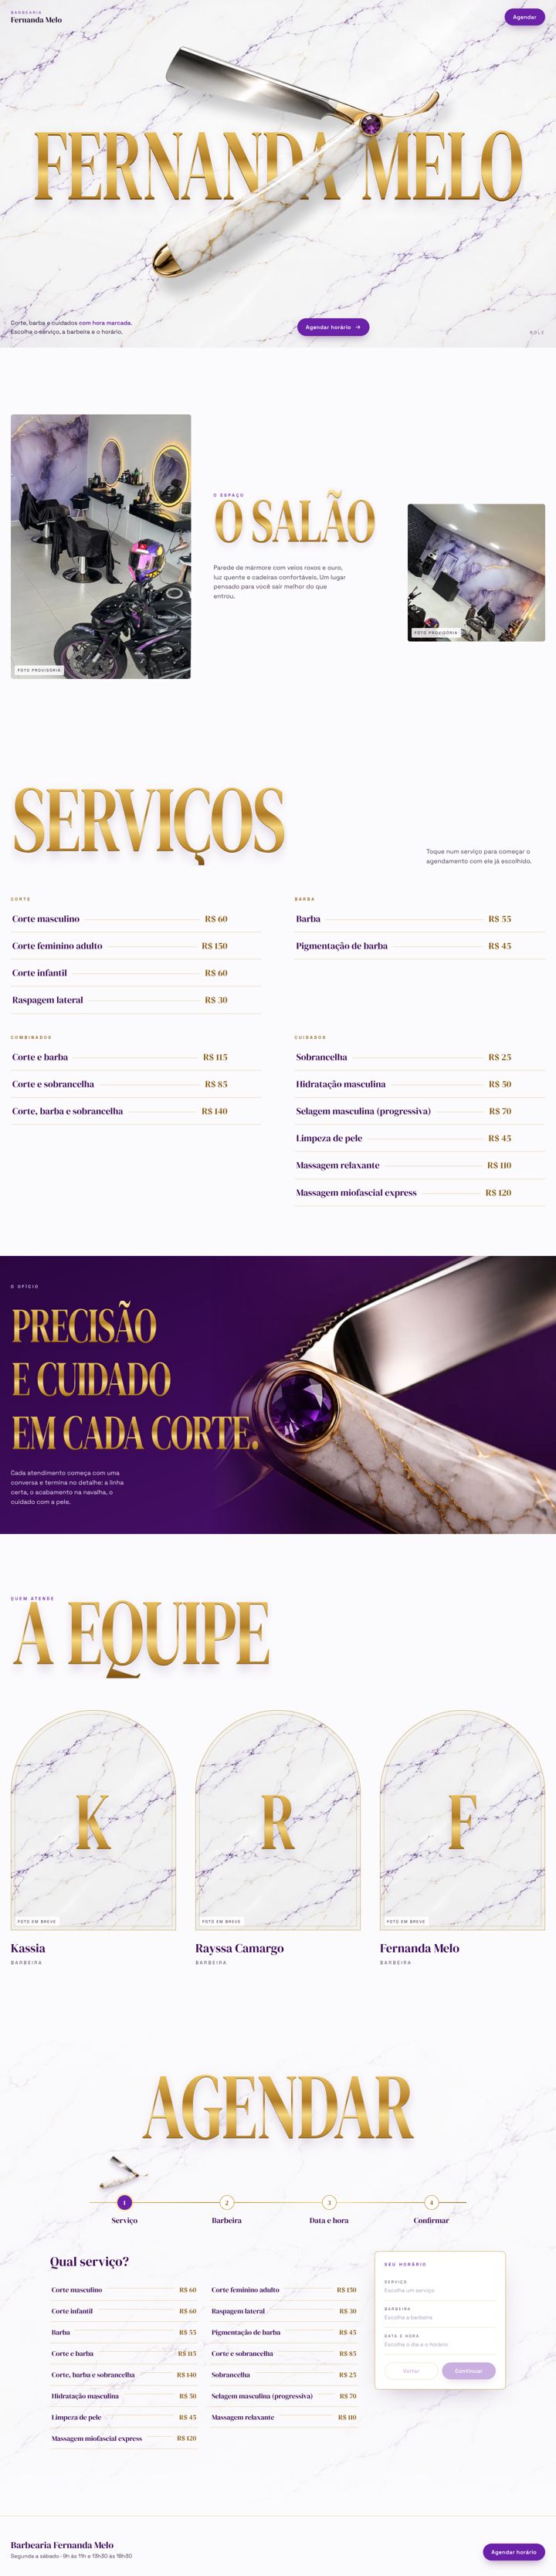 BARBEARIA
Fernanda Melo
Agendar
FERNANDA MELO
Corte, barba e cuidados com hora marcada.
Escolha o serviço, a barbeira e o horário.
Agendar horário →
ROLE
O ESPAÇO
O SALÃO
Parede de mármore com veios roxos e ouro,
luz quente e cadeiras confortáveis. Um lugar
pensado para você sair melhor do que
entrou.
FOTO PROVISÓRIA
FOTO PROVISÓRIA
SERVIÇOS
Toque num serviço para começar o
agendamento com ele já escolhido.
CORTE
Corte masculino R$ 60
Corte feminino adulto R$ 150
Corte infantil R$ 60
Raspagem lateral R$ 30
BARBA
Barba R$ 55
Pigmentação de barba R$ 45
COMBINADOS
Corte e barba R$ 115
Corte e sobrancelha R$ 85
Corte, barba e sobrancelha R$ 140
CUIDADOS
Sobrancelha R$ 25
Hidratação masculina R$ 50
Selagem masculina (progressiva) R$ 70
Limpeza de pele R$ 45
Massagem relaxante R$ 110
Massagem miofascial express R$ 120
O OFÍCIO
PRECISÃO
E CUIDADO
EM CADA CORTE.
Cada atendimento começa com uma
conversa e termina no detalhe: a linha
certa, o acabamento na navalha, o
cuidado com a pele.
QUEM ATENDE
A EQUIPE
K
FOTO EM BREVE
Kassia
BARBEIRA
R
FOTO EM BREVE
Rayssa Camargo
BARBEIRA
F
FOTO EM BREVE
Fernanda Melo
BARBEIRA
AGENDAR
1 2 3 4
Serviço Barbeira Data e hora Confirmar
Qual serviço?
Corte masculino R$ 60 Corte feminino adulto R$ 150
Corte infantil R$ 60 Raspagem lateral R$ 30
Barba R$ 55 Pigmentação de barba R$ 45
Corte e barba R$ 115 Corte e sobrancelha R$ 85
Corte, barba e sobrancelha R$ 140 Sobrancelha R$ 25
Hidratação masculina R$ 50 Selagem masculina (progressiva) R$ 70
Limpeza de pele R$ 45 Massagem relaxante R$ 110
Massagem miofascial express R$ 120
SEU HORÁRIO
SERVIÇO
Escolha um serviço
BARBEIRA
Escolha a barbeira
DATA E HORA
Escolha o dia e o horário
Voltar Continuar
Barbearia Fernanda Melo
Segunda a sábado · 9h às 11h e 13h30 às 18h30
Agendar horário